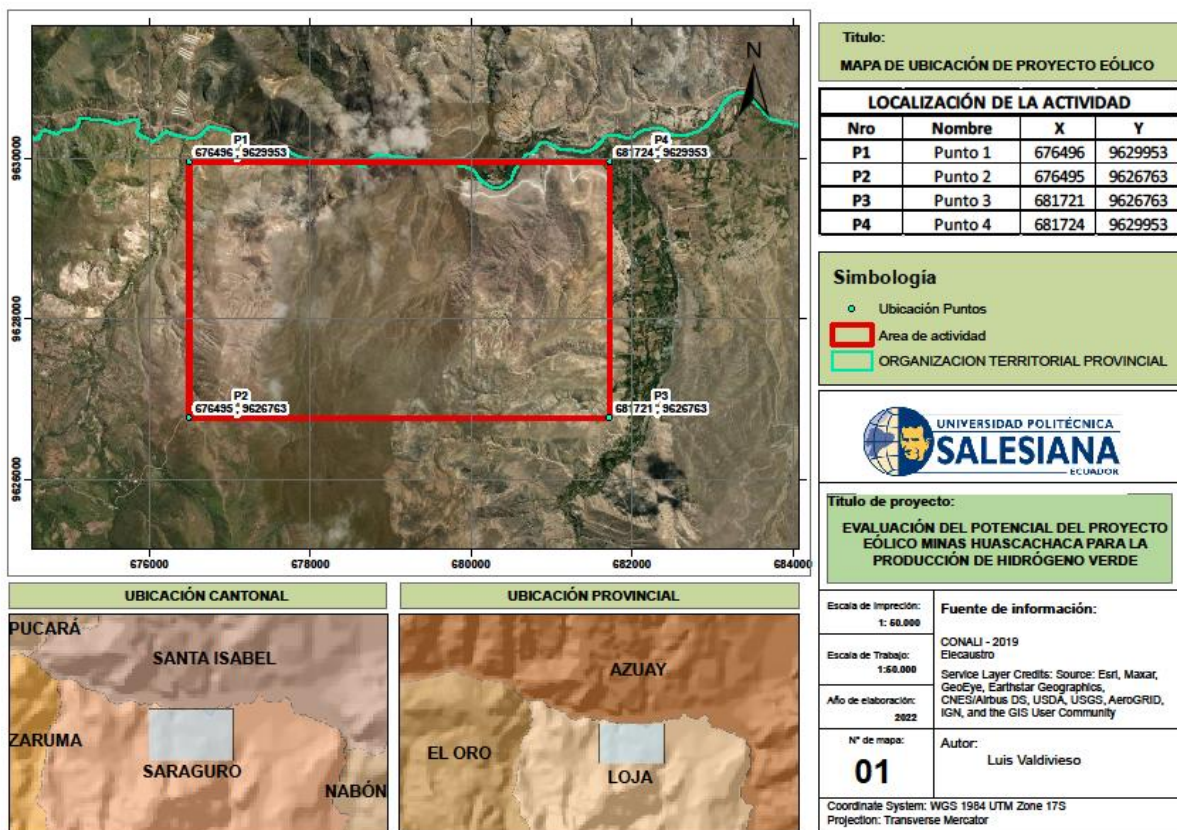 N
P1
676496 ; 9629953
P4
681724 ; 9629953
P2
676495 ; 9626763
P3
681721 ; 9626763
9630000
9628000
9626000
676000
678000
680000
682000
684000
Titulo:
MAPA DE UBICACIÓN DE PROYECTO EÓLICO
LOCALIZACIÓN DE LA ACTIVIDAD
Nro Nombre X Y
P1 Punto 1 676496 9629953
P2 Punto 2 676495 9626763
P3 Punto 3 681721 9626763
P4 Punto 4 681724 9629953
Simbología
Ubicación Puntos
Area de actividad
ORGANIZACION TERRITORIAL PROVINCIAL
UNIVERSIDAD POLITÉCNICA
SALESIANA
ECUADOR
Titulo de proyecto:
EVALUACIÓN DEL POTENCIAL DEL PROYECTO
EÓLICO MINAS HUASCACHACA PARA LA
PRODUCCIÓN DE HIDRÓGENO VERDE
Escala de Impreción:
1: 50.000
Escala de Trabajo:
1:50.000
Año de elaboración:
2022
N° de mapa:
01
Fuente de información:
CONALI - 2019
Elecaustro
Service Layer Credits: Source: Esri, Maxar,
GeoEye, Earthstar Geographics,
CNES/Airbus DS, USDA, USGS, AeroGRID,
IGN, and the GIS User Community
Autor:
Luis Valdivieso
Coordinate System: WGS 1984 UTM Zone 17S
Projection: Transverse Mercator
UBICACIÓN CANTONAL
PUCARÁ
SANTA ISABEL
ZARUMA
SARAGURO
NABÓN
UBICACIÓN PROVINCIAL
AZUAY
EL ORO
LOJA